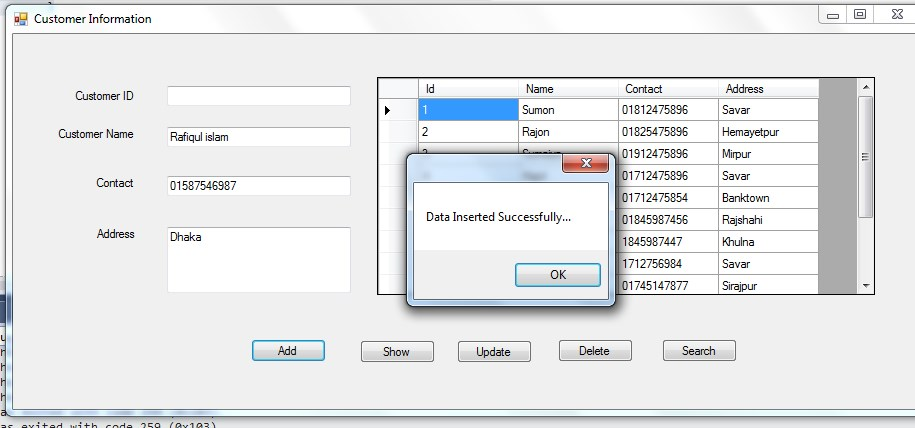 Customer Information
Customer ID
Customer Name Rafiqul islam
Contact 01587546987
Address Dhaka
Id Name Contact Address
1 Sumon 01812475896 Savar
2 Rajon 01825475896 Hemayetpur
01912475896 Mirpur
01712475896 Savar
01712475854 Banktown
01845987456 Rajshahi
1845987447 Khulna
1712756984 Savar
01745147877 Sirajpur
Data Inserted Successfully...
OK
Add Show Update Delete Search
as exited with code 259 (0x103)